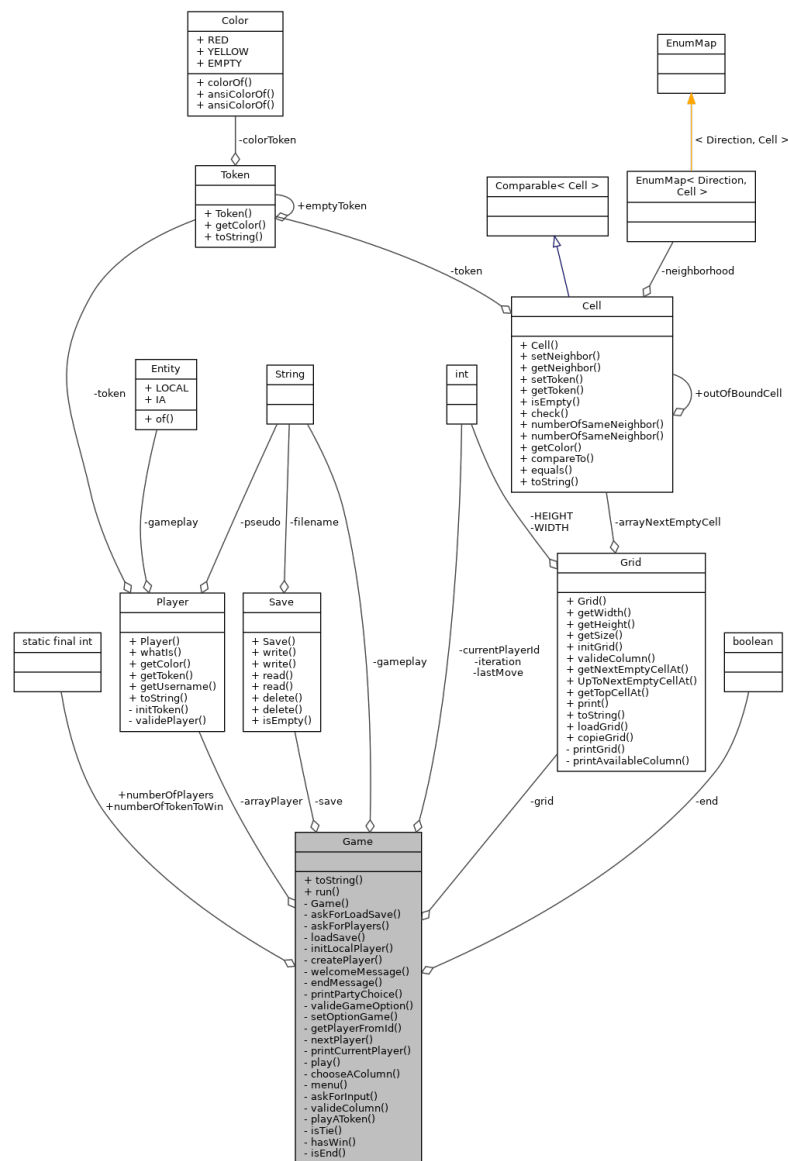 Color
+ RED
+ YELLOW
+ EMPTY
+ colorOf()
+ ansiColorOf()
+ ansiColorOf()
EnumMap
-colorToken
< Direction, Cell >
Token
+ Token()
+ getColor()
+ toString()
+emptyToken
Comparable< Cell >
EnumMap< Direction,
Cell >
-token
-neighborhood
Cell
+ Cell()
+ setNeighbor()
+ getNeighbor()
+ setToken()
+ getToken()
+ isEmpty()
+ check()
+ numberOfSameNeighbor()
+ numberOfSameNeighbor()
+ getColor()
+ compareTo()
+ equals()
+ toString()
+outOfBoundCell
Entity
+ LOCAL
+ IA
+ of()
String
int
-token
-gameplay
-pseudo
-filename
-HEIGHT
-WIDTH
-arrayNextEmptyCell
Grid
+ Grid()
+ getWidth()
+ getHeight()
+ getSize()
+ initGrid()
+ valideColumn()
+ getNextEmptyCellAt()
+ UpToNextEmptyCellAt()
+ getTopCellAt()
+ print()
+ toString()
+ loadGrid()
+ copieGrid()
- printGrid()
- printAvailableColumn()
static final int
Player
+ Player()
+ whatIs()
+ getColor()
+ getToken()
+ getUsername()
+ toString()
- initToken()
- validePlayer()
Save
+ Save()
+ write()
+ write()
+ read()
+ read()
+ delete()
+ delete()
+ isEmpty()
boolean
-gameplay
-currentPlayerId
-iteration
-lastMove
+numberOfPlayers
+numberOfTokenToWin
-arrayPlayer
-save
-grid
-end
Game
+ toString()
+ run()
- Game()
- askForLoadSave()
- askForPlayers()
- loadSave()
- initLocalPlayer()
- createPlayer()
- welcomeMessage()
- endMessage()
- printPartyChoice()
- valideGameOption()
- setOptionGame()
- getPlayerFromId()
- nextPlayer()
- printCurrentPlayer()
- play()
- chooseAColumn()
- menu()
- askForInput()
- valideColumn()
- playAToken()
- isTie()
- hasWin()
- isEnd()